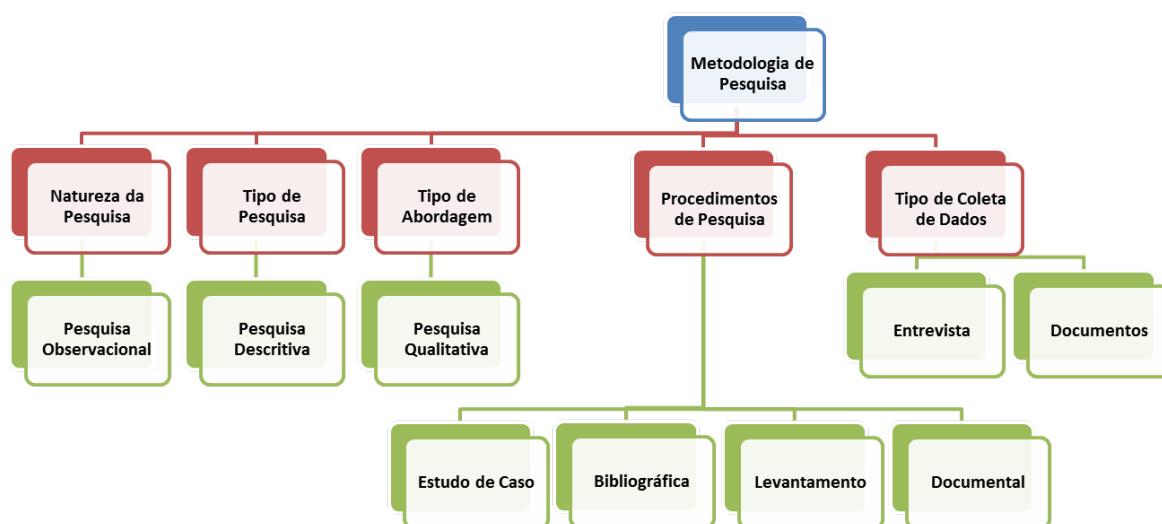 Metodologia de
Pesquisa
Natureza da
Pesquisa
Tipo de
Pesquisa
Tipo de
Abordagem
Procedimentos
de Pesquisa
Tipo de Coleta
de Dados
Pesquisa
Observacional
Pesquisa
Descritiva
Pesquisa
Qualitativa
Entrevista
Documentos
Estudo de Caso
Bibliográfica
Levantamento
Documental